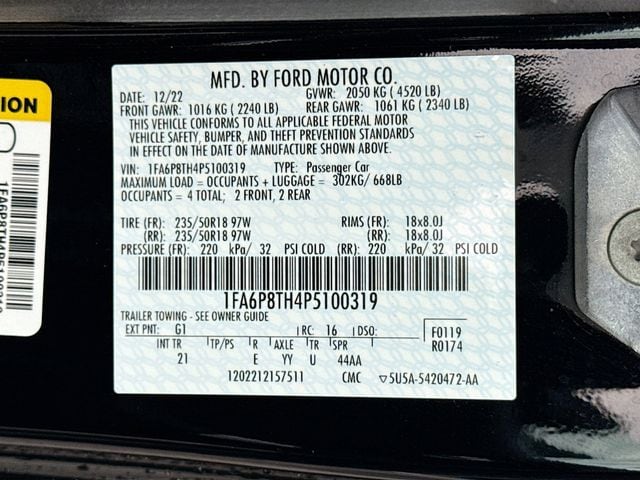 MFD. BY FORD MOTOR CO.
DATE: 12/22 GVWR: 2050 KG ( 4520 LB)
FRONT GAWR: 1016 KG ( 2240 LB) REAR GAWR: 1061 KG ( 2340 LB)
THIS VEHICLE CONFORMS TO ALL APPLICABLE FEDERAL MOTOR
VEHICLE SAFETY, BUMPER, AND THEFT PREVENTION STANDARDS
IN EFFECT ON THE DATE OF MANUFACTURE SHOWN ABOVE.
VIN: 1FA6P8TH4P5100319 TYPE: Passenger Car
MAXIMUM LOAD = OCCUPANTS + LUGGAGE = 302KG/ 668LB
OCCUPANTS = 4 TOTAL; 2 FRONT, 2 REAR
TIRE (FR): 235/50R18 97W RIMS (FR): 18x8.0J
(RR): 235/50R18 97W (RR): 18x8.0J
PRESSURE (FR): 220 kPa/ 32 PSI COLD (RR): 220 kPa/ 32 PSI COLD
1FA6P8TH4P5100319
TRAILER TOWING - SEE OWNER GUIDE
EXT PNT: G1 RC: 16 DSO: F0119
INT TR TP/PS R AXLE TR SPR R0174
21 E YY U 44AA
1202212157511 CMC ▽5U5A-5420472-AA
ION
1FA6P8TH4P5100319